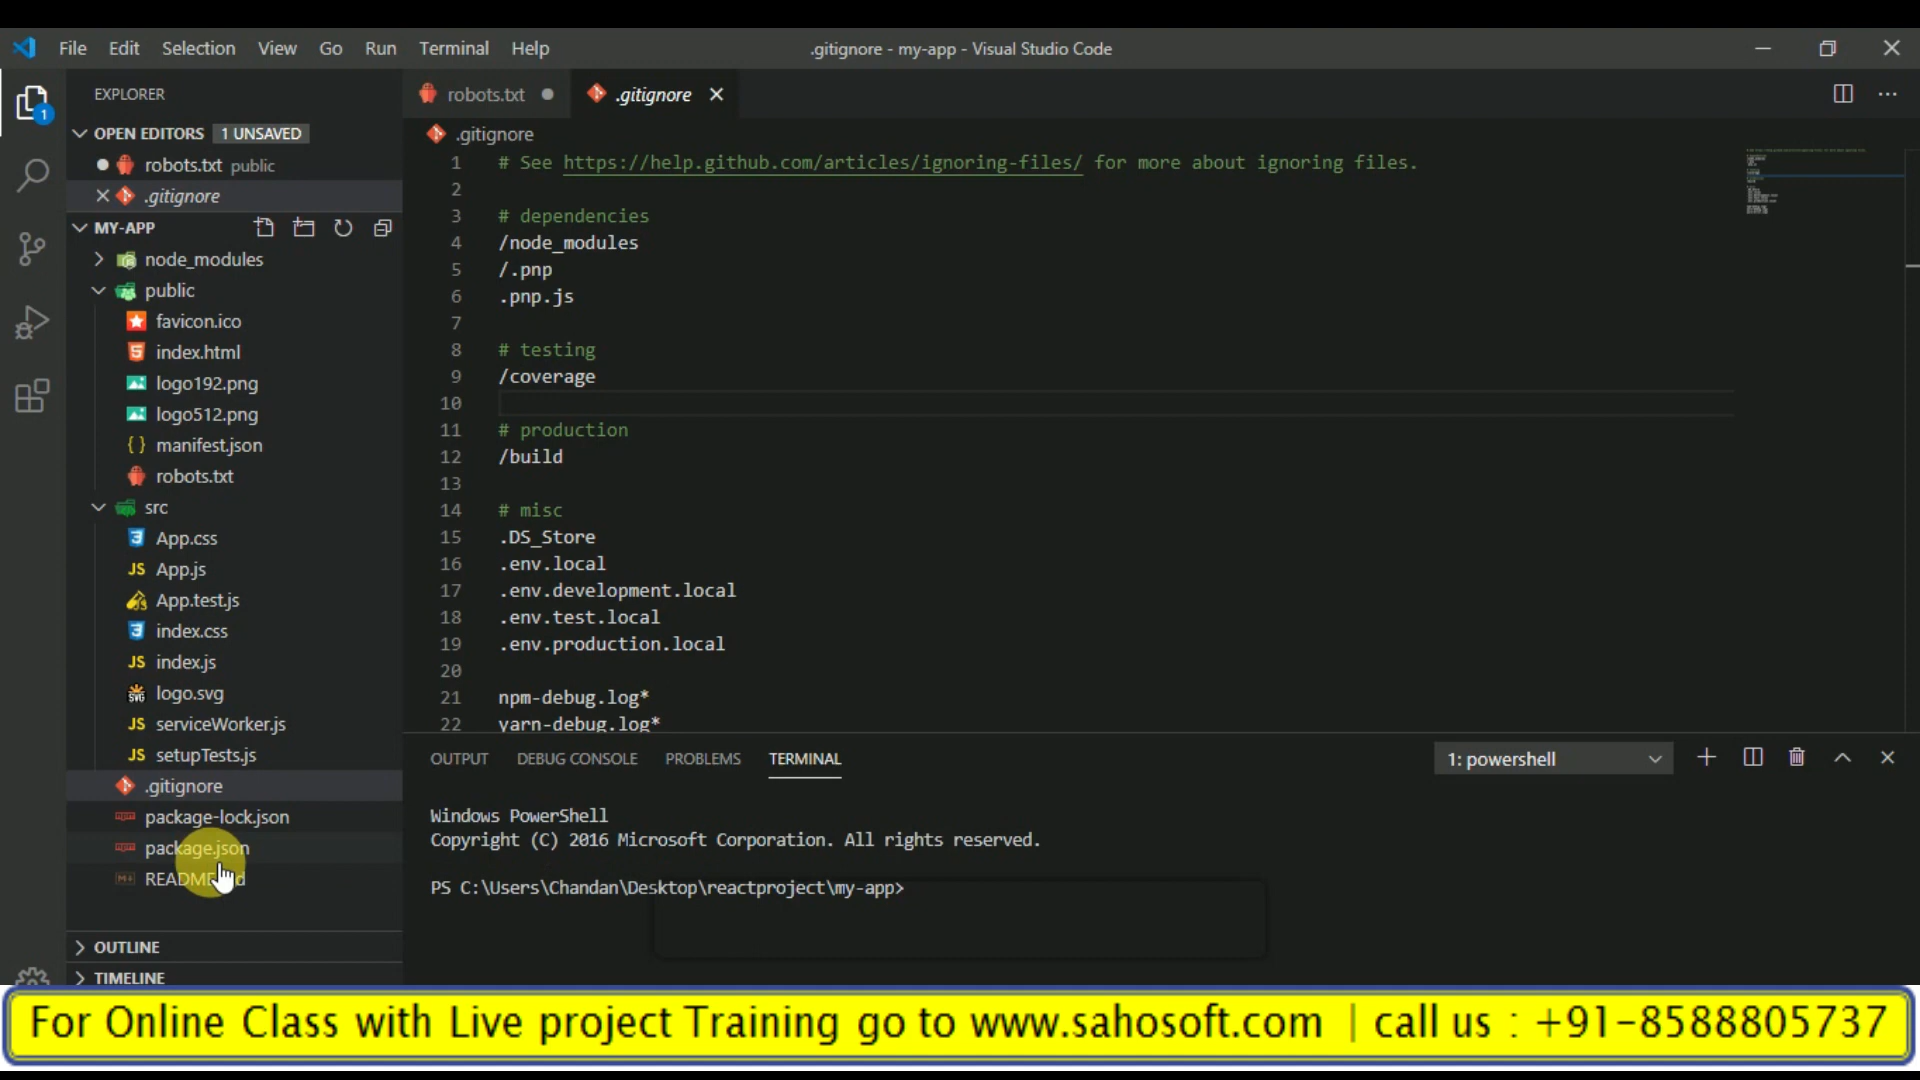 File Edit Selection View Go Run Terminal Help
.gitignore - my-app - Visual Studio Code
1
EXPLORER
OPEN EDITORS 1 UNSAVED
robots.txt public
.gitignore
MY-APP
node_modules
public
favicon.ico
index.html
logo192.png
logo512.png
manifest.json
robots.txt
src
App.css
JS App.js
App.test.js
index.css
JS index.js
logo.svg
JS serviceWorker.js
JS setupTests.js
.gitignore
package-lock.json
package.json
OUTLINE
TIMELINE
robots.txt
.gitignore
.gitignore
1 # See https://help.github.com/articles/ignoring-files/ for more about ignoring files.
2
3 # dependencies
4 /node_modules
5 /.pnp
6 .pnp.js
7
8 # testing
9 /coverage
10
11 # production
12 /build
13
14 # misc
15 .DS_Store
16 .env.local
17 .env.development.local
18 .env.test.local
19 .env.production.local
20
21 npm-debug.log*
22 yarn-debug.log*
OUTPUT DEBUG CONSOLE PROBLEMS TERMINAL
1: powershell
Windows PowerShell
Copyright (C) 2016 Microsoft Corporation. All rights reserved.
PS C:\Users\Chandan\Desktop\reactproject\my-app>
For Online Class with Live project Training go to www.sahosoft.com | call us : +91-8588805737